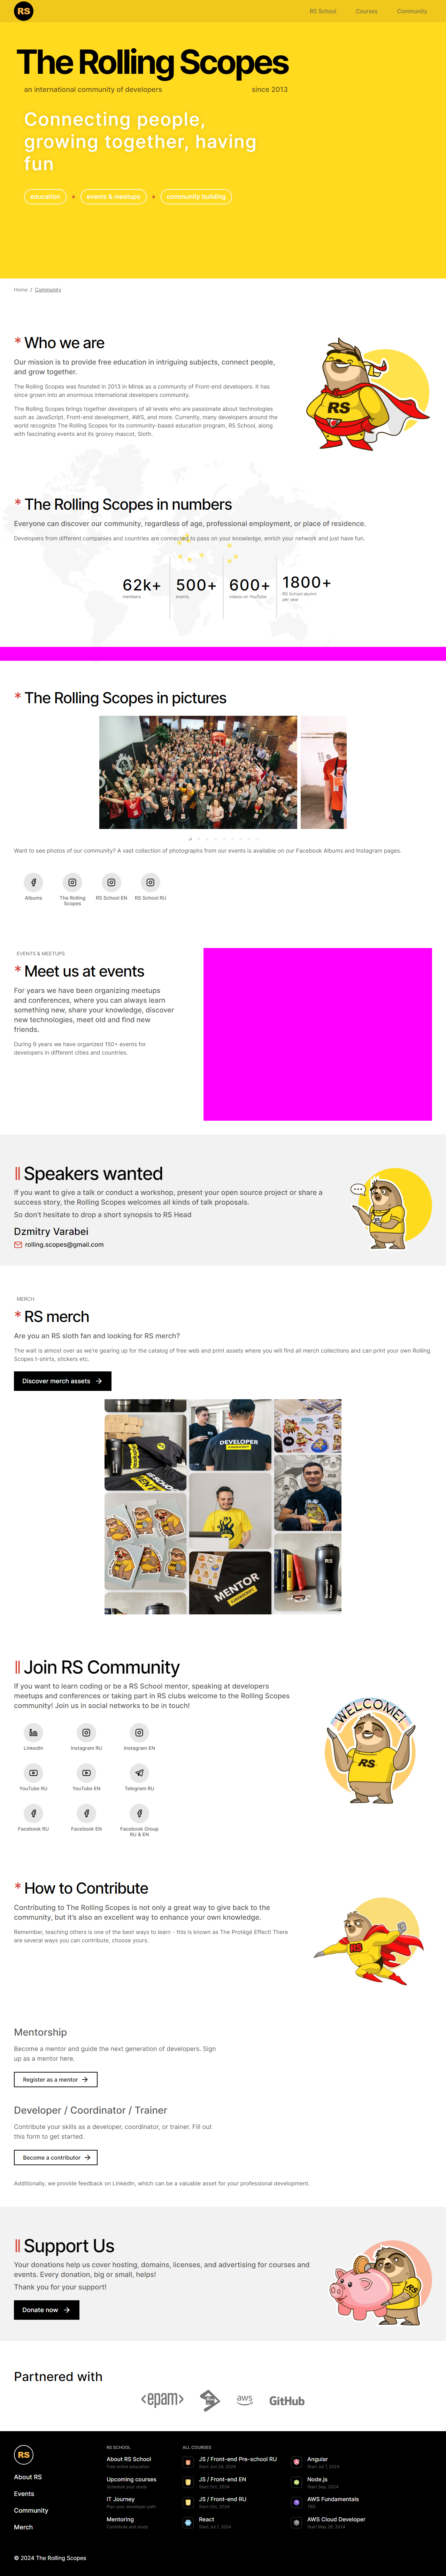 RS
RS School
Courses
Community
The Rolling Scopes
an international community of developers
since 2013
Connecting people,
growing together, having
fun
education
events & meetups
community building
Home / Community
* Who we are
Our mission is to provide free education in intriguing subjects, connect people,
and grow together.
The Rolling Scopes was founded in 2013 in Minsk as a community of Front-end developers. It has
since grown into an enormous international developers community.
The Rolling Scopes brings together developers of all levels who are passionate about technologies
such as JavaScript, Front-end development, AWS, and more. Currently, many developers around the
world recognize The Rolling Scopes for its community-based education program, RS School, along
with fascinating events and its groovy mascot, Sloth.
RS
* The Rolling Scopes in numbers
Everyone can discover our community, regardless of age, professional employment, or place of residence.
Developers from different companies and countries are connected to pass on your knowledge, enrich your network and just have fun.
62k+
members
500+
events
600+
videos on YouTube
1800+
RS School alumni
per year
* The Rolling Scopes in pictures
Want to see photos of our community? A vast collection of photographs from our events is available on our Facebook Albums and Instagram pages.
Albums
The Rolling
Scopes
RS School EN
RS School RU
EVENTS & MEETUPS
* Meet us at events
For years we have been organizing meetups
and conferences, where you can always learn
something new, share your knowledge, discover
new technologies, meet old and find new
friends.
During 9 years we have organized 150+ events for
developers in different cities and countries.
Speakers wanted
If you want to give a talk or conduct a workshop, present your open source project or share a
success story, the Rolling Scopes welcomes all kinds of talk proposals.
So don't hesitate to drop a short synopsis to RS Head
Dzmitry Varabei
rolling.scopes@gmail.com
MERCH
* RS merch
Are you an RS sloth fan and looking for RS merch?
The wait is almost over as we're gearing up for the catalog of free web and print assets where you will find all merch collections and can print your own Rolling
Scopes t-shirts, stickers etc.
Discover merch assets
DEVELOPER
MENTOR
RS
Join RS Community
If you want to learn coding or be a RS School mentor, speaking at developers
meetups and conferences or taking part in RS clubs welcome to the Rolling Scopes
community! Join us in social networks to be in touch!
WELCOME!
RS
LinkedIn
Instagram RU
Instagram EN
YouTube RU
YouTube EN
Telegram RU
Facebook RU
Facebook EN
Facebook Group
RU & EN
* How to Contribute
Contributing to The Rolling Scopes is not only a great way to give back to the
community, but it's also an excellent way to enhance your own knowledge.
Remember, teaching others is one of the best ways to learn - this is known as The Protégé Effect! There
are several ways you can contribute, choose yours.
RS
Mentorship
Become a mentor and guide the next generation of developers. Sign
up as a mentor here.
Register as a mentor
Developer / Coordinator / Trainer
Contribute your skills as a developer, coordinator, or trainer. Fill out
this form to get started.
Become a contributor
Additionally, we provide feedback on LinkedIn, which can be a valuable asset for your professional development.
Support Us
Your donations help us cover hosting, domains, licenses, and advertising for courses and
events. Every donation, big or small, helps!
Thank you for your support!
Donate now
RS
Partnered with
<epam>
aws
GitHub
RS
About RS
Events
Community
Merch
RS SCHOOL
About RS School
Free online education
Upcoming courses
Schedule your study
IT Journey
Plan your developer path
Mentoring
Contribute and study
ALL COURSES
JS / Front-end Pre-school RU
Start Jun 24, 2024
JS / Front-end EN
Start Oct, 2024
JS / Front-end RU
Start Oct, 2024
React
Start Jul 1, 2024
Angular
Start Jul 1, 2024
Node.js
Start Sep, 2024
AWS Fundamentals
TBD
AWS Cloud Developer
Start May 28, 2024
© 2024 The Rolling Scopes